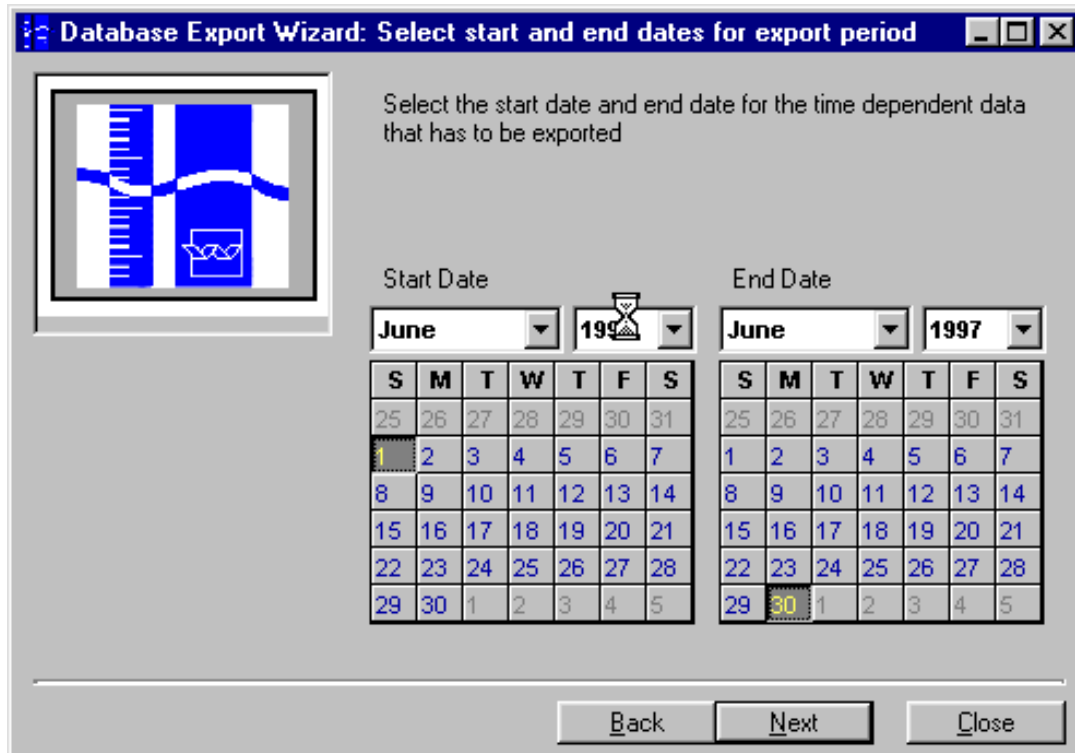 Database Export Wizard: Select start and end dates for export period
Select the start date and end date for the time dependent data
that has to be exported
Start Date
June
S M T W T F S
25 26 27 28 29 30 31
1 2 3 4 5 6 7
8 9 10 11 12 13 14
15 16 17 18 19 20 21
22 23 24 25 26 27 28
29 30 1 2 3 4 5
End Date
June 1997
S M T W T F S
25 26 27 28 29 30 31
1 2 3 4 5 6 7
8 9 10 11 12 13 14
15 16 17 18 19 20 21
22 23 24 25 26 27 28
29 30 1 2 3 4 5
Back Next Close